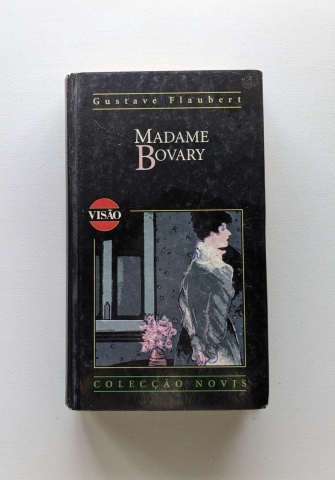 Gustave Flaubert
MADAME
BOVARY
VISÃO
COLECÇÃO NOVIS